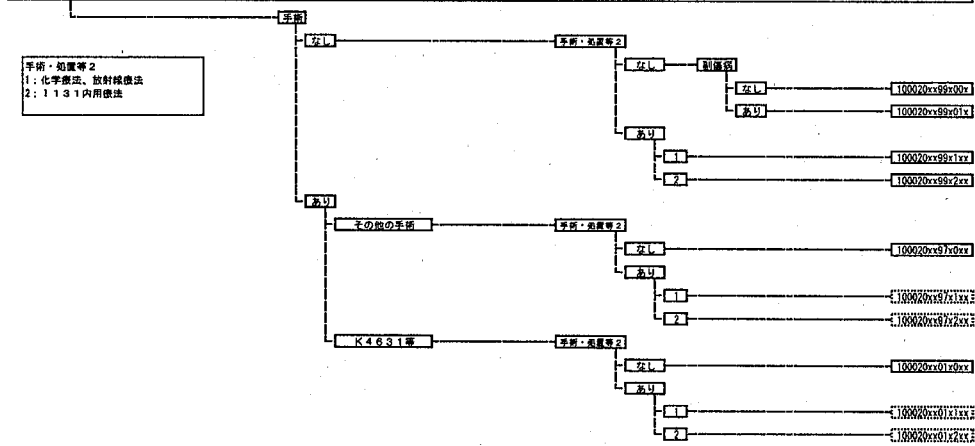 手術
なし
手術・処置等2
なし
副傷病
なし
100020xx99x00x
あり
100020xx99x01x
手術・処置等2
1:化学療法、放射線療法
2:I131内用療法
あり
1
100020xx99x1xx
2
100020xx99x2xx
あり
その他の手術
手術・処置等2
なし
100020xx97x0xx
あり
1
100020xx97x1xx
2
100020xx97x2xx
K4631等
手術・処置等2
なし
100020xx01x0xx
あり
1
100020xx01x1xx
2
100020xx01x2xx